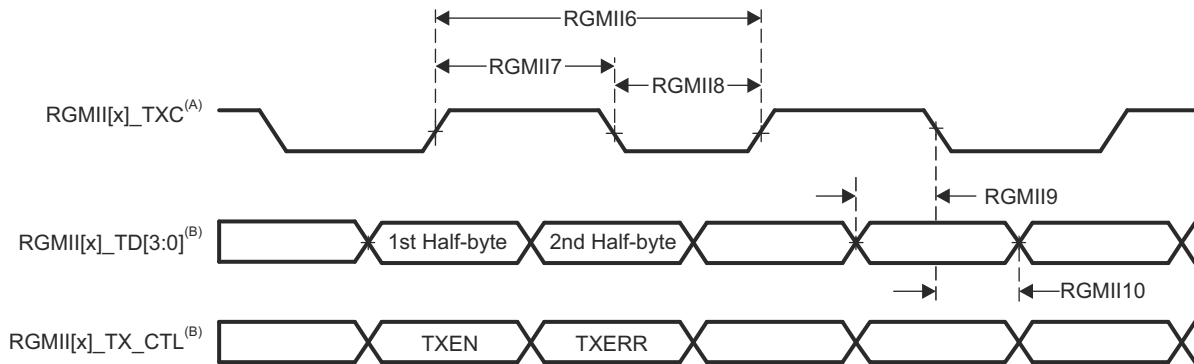 RGMII6
RGMII7
RGMII8
RGMII[x]_TXC(A)
RGMII9
RGMII[x]_TD[3:0](B)
1st Half-byte
2nd Half-byte
RGMII10
RGMII[x]_TX_CTL(B)
TXEN
TXERR